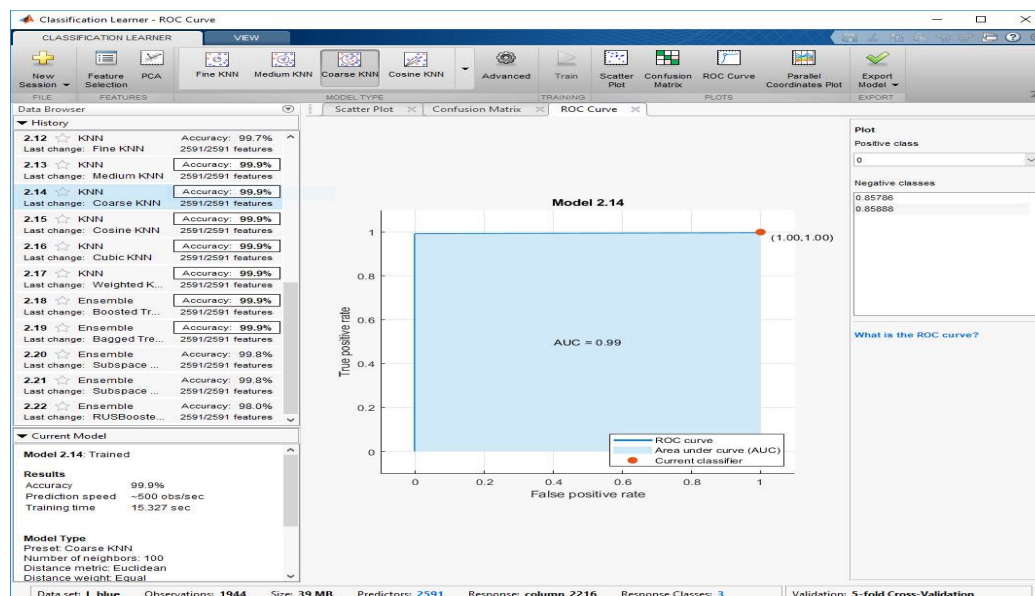 Classification Learner - ROC Curve
CLASSIFICATION LEARNER VIEW
New Session
Feature Selection
PCA
Fine KNN
Medium KNN
Coarse KNN
Cosine KNN
Advanced
Train
Scatter Plot
Confusion Matrix
ROC Curve
Parallel Coordinates Plot
Export Model
FILE FEATURES MODEL TYPE TRAINING PLOTS EXPORT
Data Browser
Scatter Plot Confusion Matrix ROC Curve
History
2.12 KNN Accuracy: 99.7%
Last change: Fine KNN 2591/2591 features
2.13 KNN Accuracy: 99.9%
Last change: Medium KNN 2591/2591 features
2.14 KNN Accuracy: 99.9%
Last change: Coarse KNN 2591/2591 features
2.15 KNN Accuracy: 99.9%
Last change: Cosine KNN 2591/2591 features
2.16 KNN Accuracy: 99.9%
Last change: Cubic KNN 2591/2591 features
2.17 KNN Accuracy: 99.9%
Last change: Weighted K... 2591/2591 features
2.18 Ensemble Accuracy: 99.9%
Last change: Boosted Tr... 2591/2591 features
2.19 Ensemble Accuracy: 99.9%
Last change: Bagged Tre... 2591/2591 features
2.20 Ensemble Accuracy: 99.8%
Last change: Subspace ... 2591/2591 features
2.21 Ensemble Accuracy: 99.8%
Last change: Subspace ... 2591/2591 features
2.22 Ensemble Accuracy: 98.0%
Last change: RUSBooste... 2591/2591 features
Current Model
Model 2.14: Trained
Results
Accuracy 99.9%
Prediction speed ~500 obs/sec
Training time 15.327 sec
Model Type
Preset: Coarse KNN
Number of neighbors: 100
Distance metric: Euclidean
Distance weight: Equal
Model 2.14
(1.00,1.00)
1
0.8
0.6
0.4
0.2
0
True positive rate
AUC = 0.99
ROC curve
Area under curve (AUC)
Current classifier
0 0.2 0.4 0.6 0.8 1
False positive rate
Plot
Positive class
0
Negative classes
0.85786
0.85888
What is the ROC curve?
Data set: l_blue Observations: 1944 Size: 39 MB Predictors: 2591 Response: column_2216 Response Classes: 3 Validation: 5-fold Cross-Validation